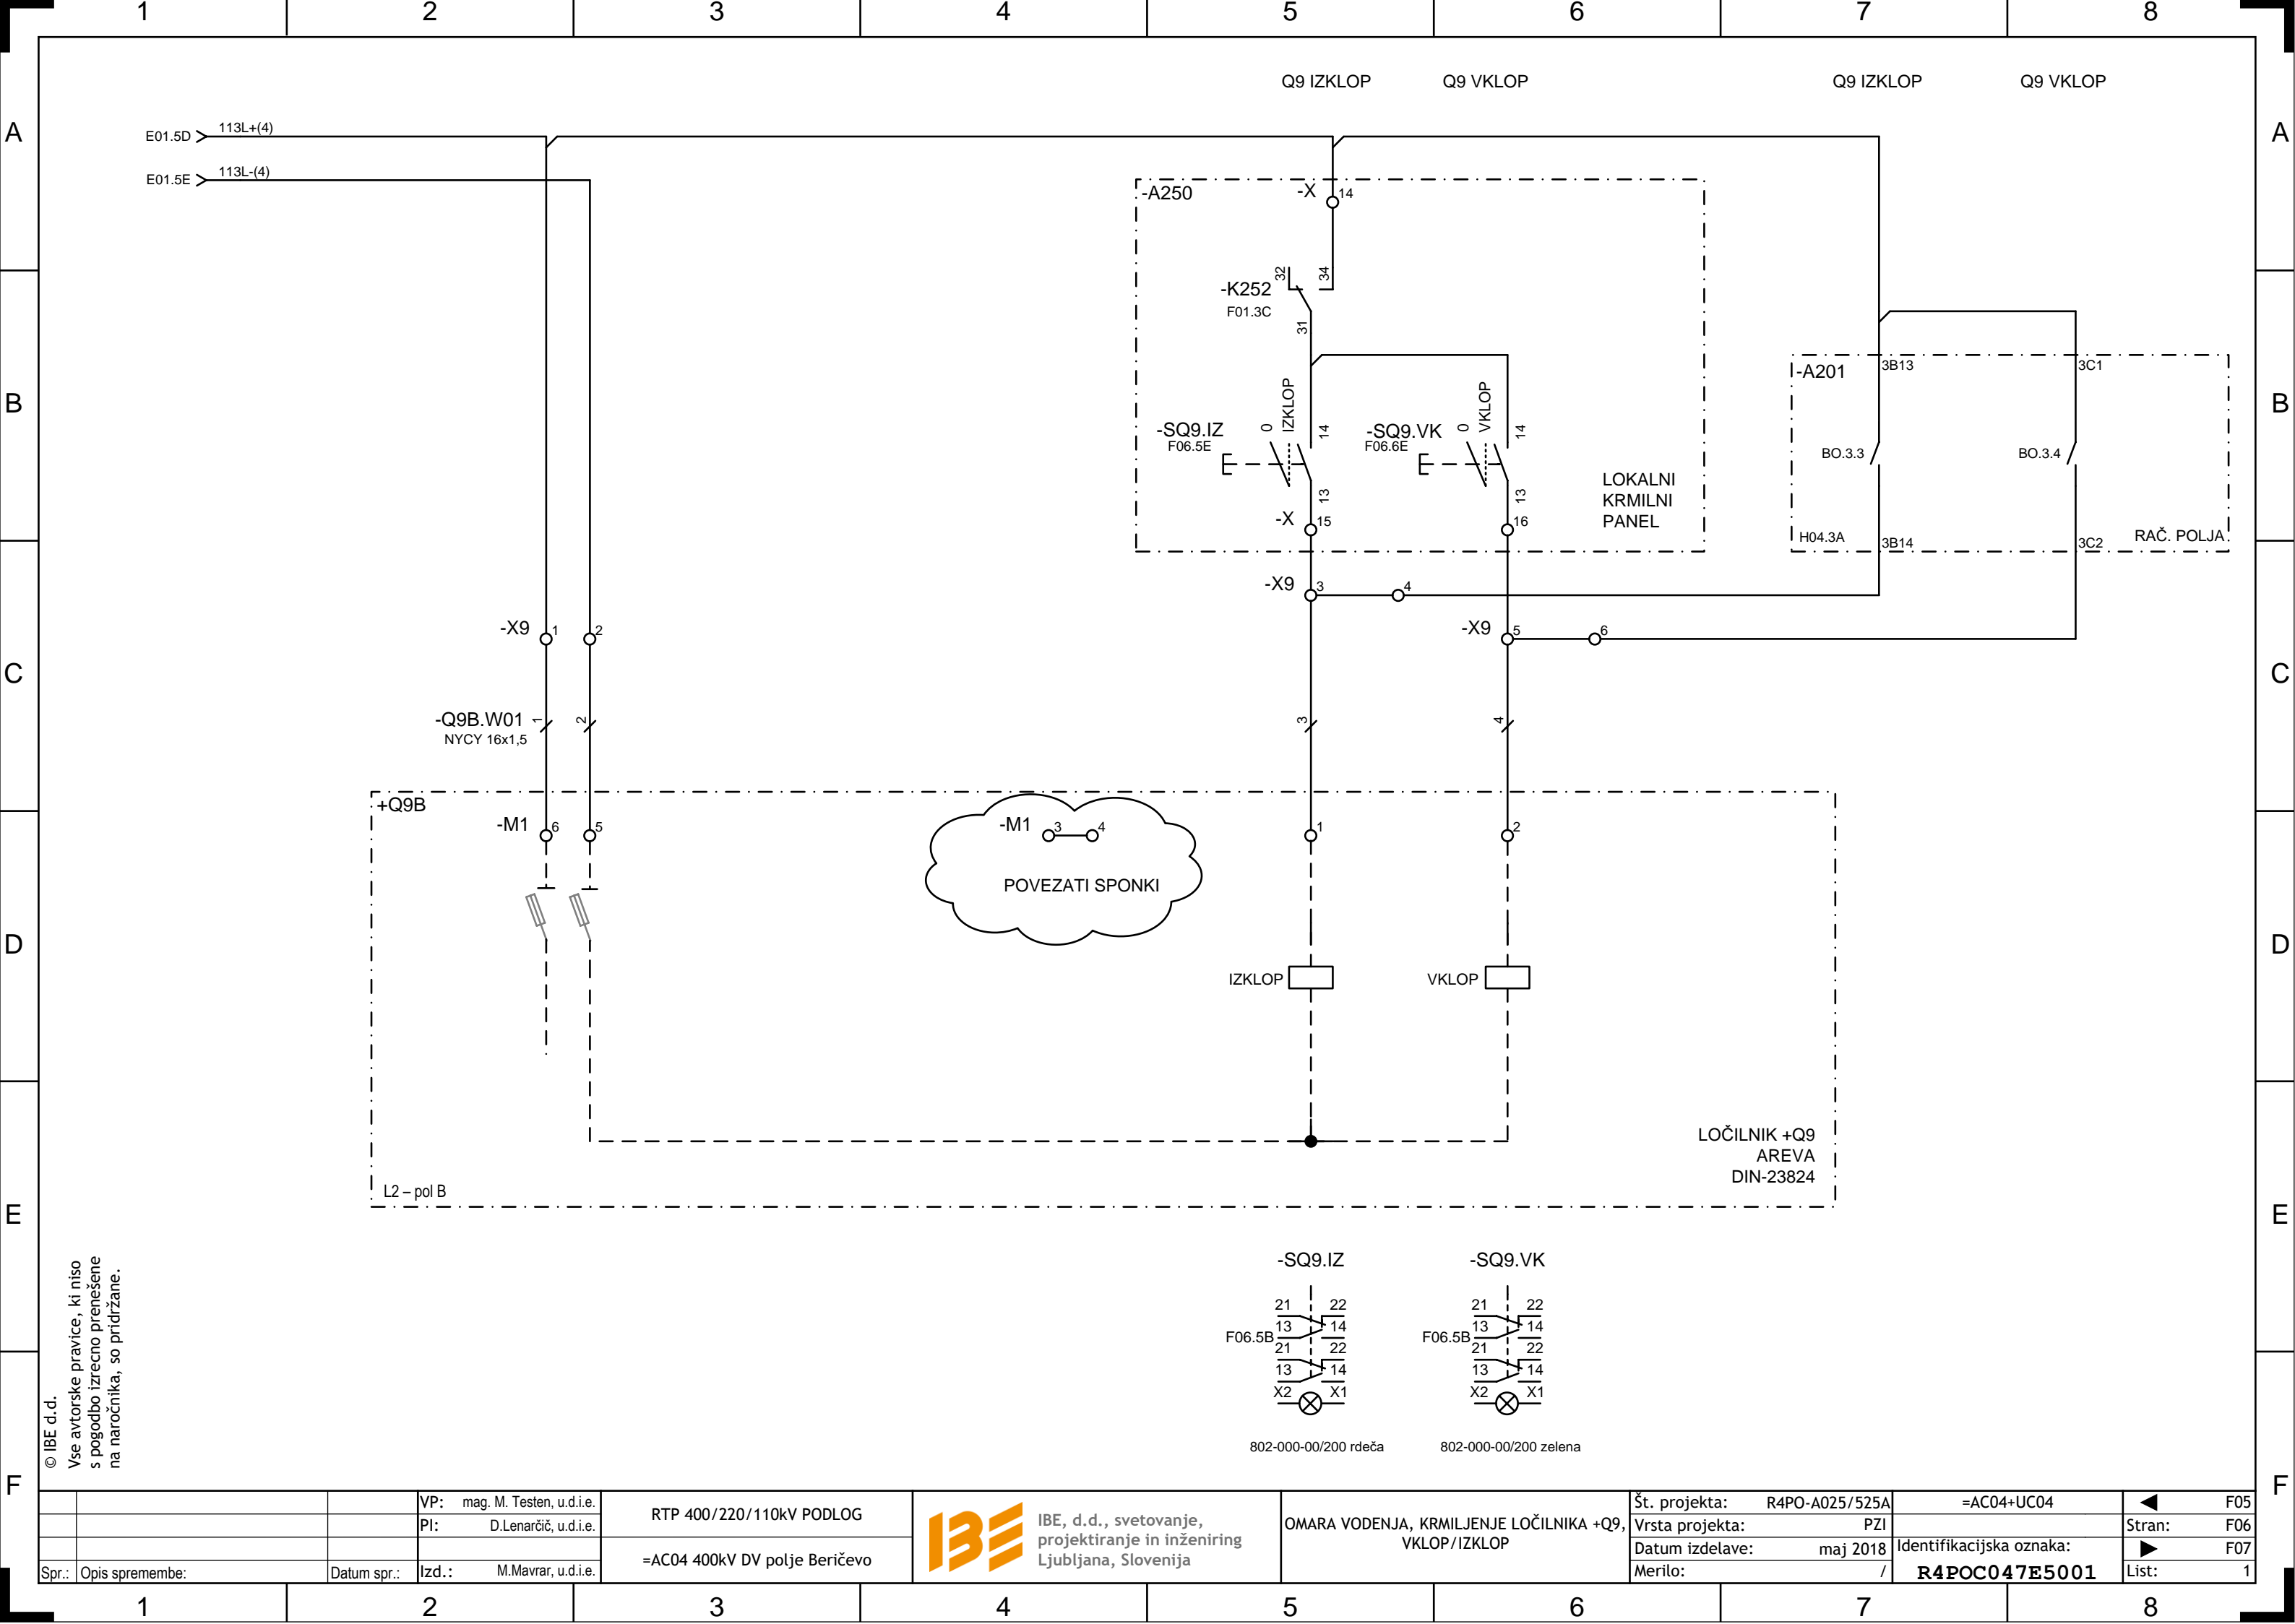 1 2 3 4 5 6 7 8
Q9 IZKLOP Q9 VKLOP Q9 IZKLOP Q9 VKLOP
A A
E01.5D 113L+(4)
E01.5E 113L-(4)
-A250 -X 14
32 34
-K252
F01.3C
31
-A201 3B13 3C1
B B
0 IZKLOP 14 0 VKLOP 14
-SQ9.IZ -SQ9.VK
F06.5E F06.6E
BO.3.3 BO.3.4
LOKALNI
KRMILNI
PANEL
13 13
-X 15 16
H04.3A 3B14 3C2 RAČ. POLJA
-X9 3 4
-X9 1 2 -X9 5 6
C C
-Q9B.W01 1 2 3 4
NYCY 16x1,5
+Q9B
-M1 6 5 -M1 3 4 1 2
POVEZATI SPONKI
D D
IZKLOP VKLOP
LOČILNIK +Q9
AREVA
DIN-23824
L2 – pol B
E E
-SQ9.IZ -SQ9.VK
21 22 21 22
13 14 13 14
F06.5B F06.5B
21 22 21 22
13 14 13 14
X2 X1 X2 X1
802-000-00/200 rdeča 802-000-00/200 zelena
© IBE d.d.
Vse avtorske pravice, ki niso
s pogodbo izrecno prenešene
na naročnika, so pridržane.
F F
Spr.: Opis spremembe: Datum spr.:
VP: mag. M. Testen, u.d.i.e.
PI: D.Lenarčič, u.d.i.e.
Izd.: M.Mavrar, u.d.i.e.
RTP 400/220/110kV PODLOG
=AC04 400kV DV polje Beričevo
IBE
IBE, d.d., svetovanje,
projektiranje in inženiring
Ljubljana, Slovenija
OMARA VODENJA, KRMILJENJE LOČILNIKA +Q9,
VKLOP/IZKLOP
Št. projekta: R4PO-A025/525A
Vrsta projekta: PZI
Datum izdelave: maj 2018
Merilo: /
=AC04+UC04
Identifikacijska oznaka:
R4POC047E5001
F05
Stran: F06
F07
List: 1
1 2 3 4 5 6 7 8